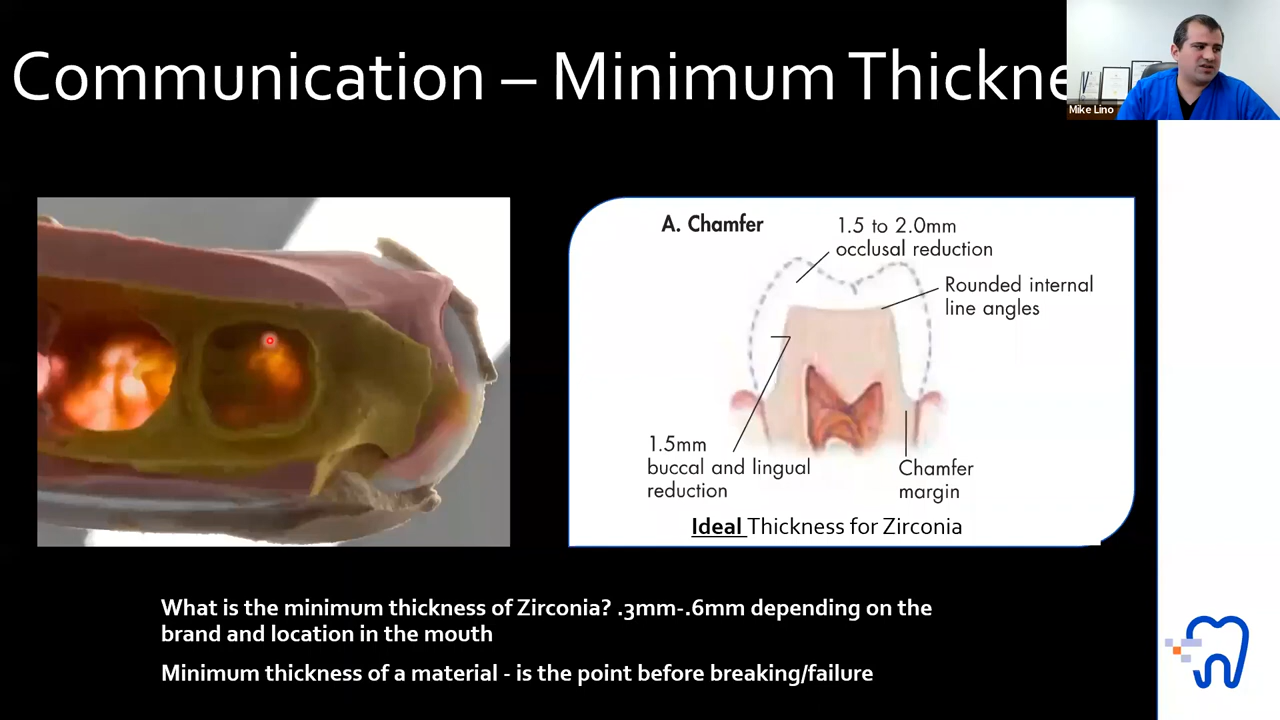 Communication – Minimum Thickne
Mike Lino
A. Chamfer
1.5 to 2.0mm
occlusal reduction
Rounded internal
line angles
1.5mm
buccal and lingual
reduction
Chamfer
margin
Ideal Thickness for Zirconia
What is the minimum thickness of Zirconia? .3mm-.6mm depending on the
brand and location in the mouth
Minimum thickness of a material - is the point before breaking/failure